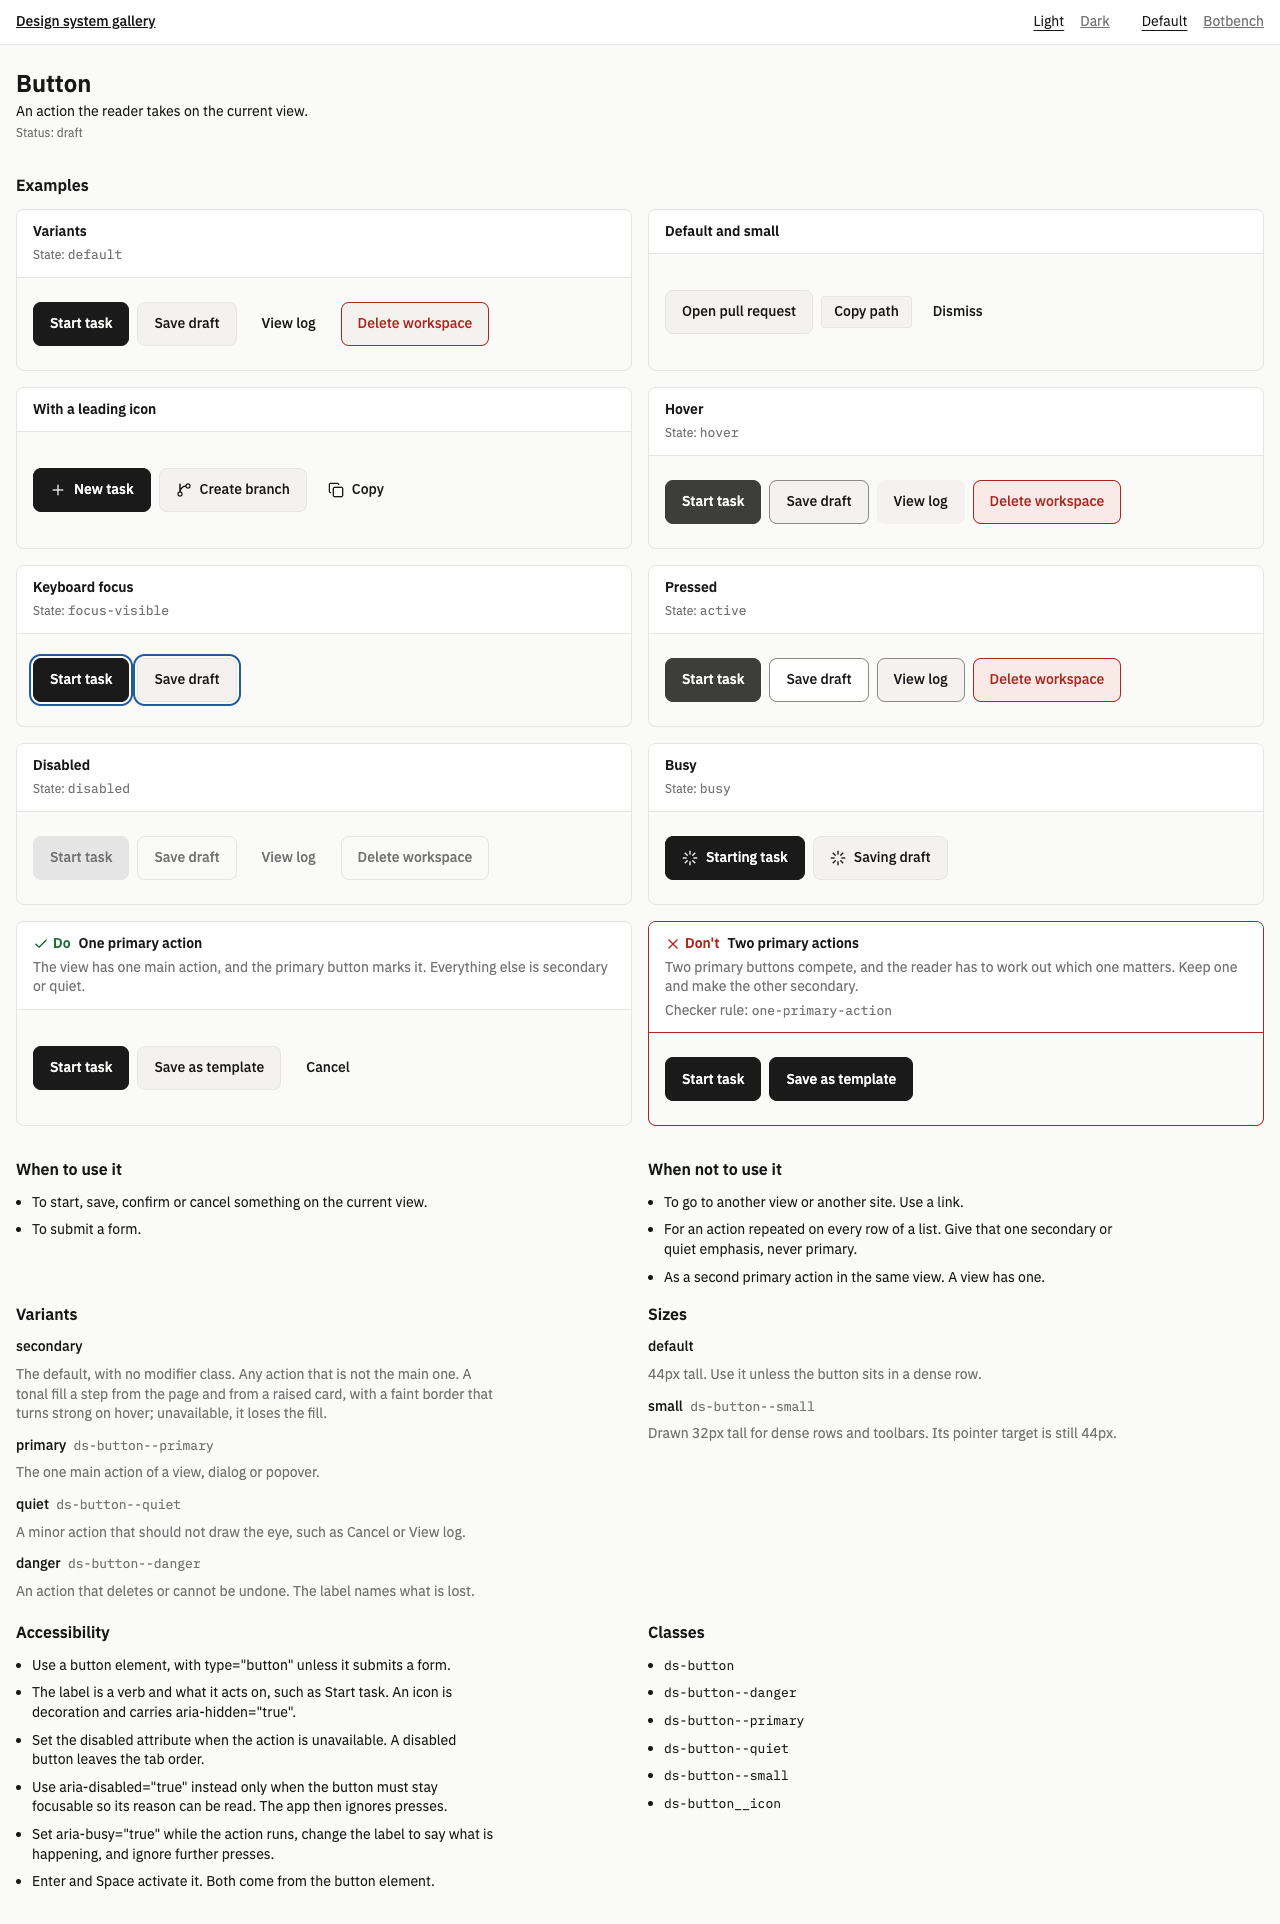 Design system gallery
Light Dark Default Botbench
Button
An action the reader takes on the current view.
Status: draft
Examples
Variants
State: default
Start task Save draft View log Delete workspace
Default and small
Open pull request Copy path Dismiss
With a leading icon
New task Create branch Copy
Hover
State: hover
Start task Save draft View log Delete workspace
Keyboard focus
State: focus-visible
Start task Save draft
Pressed
State: active
Start task Save draft View log Delete workspace
Disabled
State: disabled
Start task Save draft View log Delete workspace
Busy
State: busy
Starting task Saving draft
Do One primary action
The view has one main action, and the primary button marks it. Everything else is secondary
or quiet.
Start task Save as template Cancel
Don't Two primary actions
Two primary buttons compete, and the reader has to work out which one matters. Keep one
and make the other secondary.
Checker rule: one-primary-action
Start task Save as template
When to use it
• To start, save, confirm or cancel something on the current view.
• To submit a form.
When not to use it
• To go to another view or another site. Use a link.
• For an action repeated on every row of a list. Give that one secondary or
quiet emphasis, never primary.
• As a second primary action in the same view. A view has one.
Variants
secondary
The default, with no modifier class. Any action that is not the main one. A
tonal fill a step from the page and from a raised card, with a faint border that
turns strong on hover; unavailable, it loses the fill.
primary ds-button--primary
The one main action of a view, dialog or popover.
quiet ds-button--quiet
A minor action that should not draw the eye, such as Cancel or View log.
danger ds-button--danger
An action that deletes or cannot be undone. The label names what is lost.
Sizes
default
44px tall. Use it unless the button sits in a dense row.
small ds-button--small
Drawn 32px tall for dense rows and toolbars. Its pointer target is still 44px.
Accessibility
• Use a button element, with type="button" unless it submits a form.
• The label is a verb and what it acts on, such as Start task. An icon is
decoration and carries aria-hidden="true".
• Set the disabled attribute when the action is unavailable. A disabled
button leaves the tab order.
• Use aria-disabled="true" instead only when the button must stay
focusable so its reason can be read. The app then ignores presses.
• Set aria-busy="true" while the action runs, change the label to say what is
happening, and ignore further presses.
• Enter and Space activate it. Both come from the button element.
Classes
• ds-button
• ds-button--danger
• ds-button--primary
• ds-button--quiet
• ds-button--small
• ds-button__icon